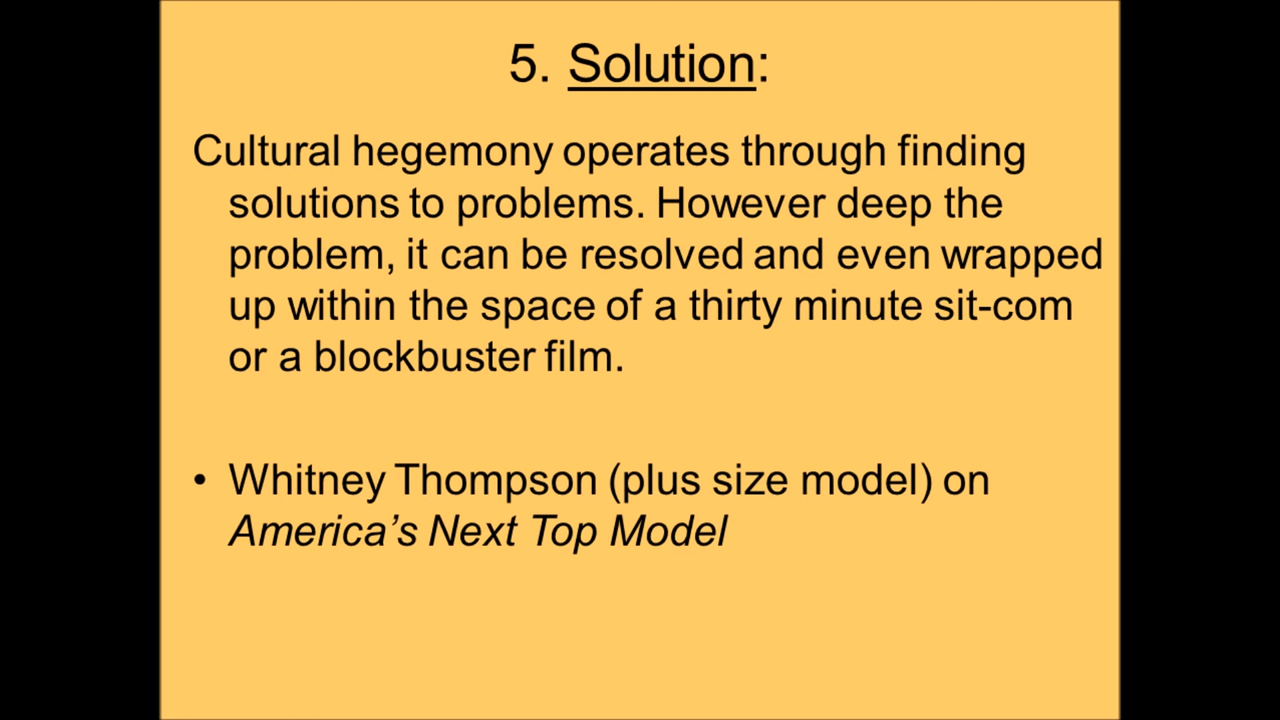 5. Solution:
Cultural hegemony operates through finding
solutions to problems. However deep the
problem, it can be resolved and even wrapped
up within the space of a thirty minute sit-com
or a blockbuster film.
• Whitney Thompson (plus size model) on
America’s Next Top Model